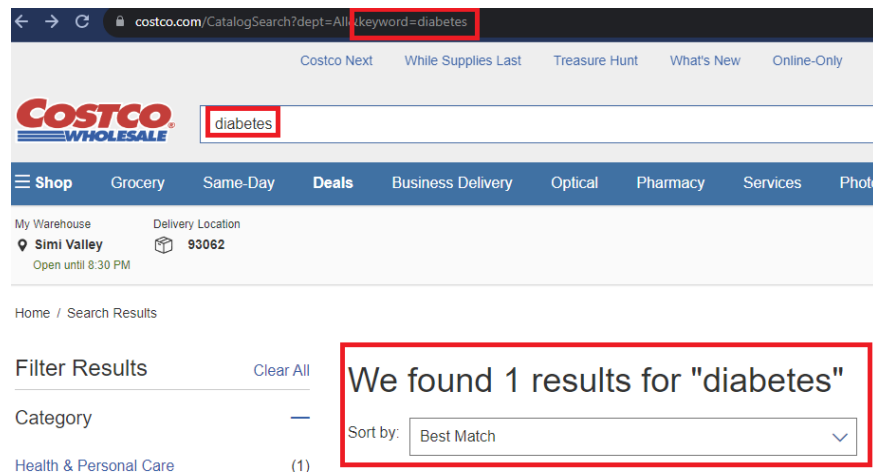 costco.com/CatalogSearch?dept=All&keyword=diabetes
Costco Next While Supplies Last Treasure Hunt What's New Online-Only
COSTCO
WHOLESALE
diabetes
Shop Grocery Same-Day Deals Business Delivery Optical Pharmacy Services
My Warehouse Delivery Location
Simi Valley 93062
Open until 8:30 PM
Home / Search Results
Filter Results Clear All
We found 1 results for "diabetes"
Category
Sort by: Best Match
Health & Personal Care (1)